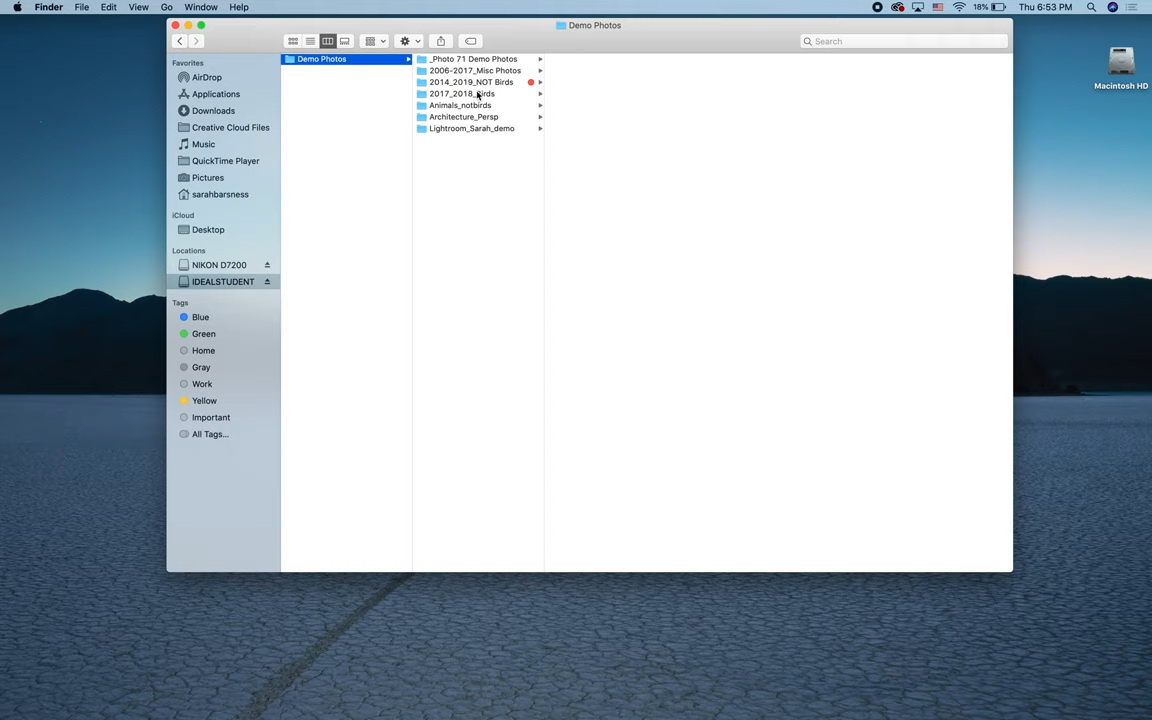 Finder File Edit View Go Window Help
18% Thu 6:53 PM
Demo Photos
Search
Macintosh HD
Favorites
AirDrop
Applications
Downloads
Creative Cloud Files
Music
QuickTime Player
Pictures
sarahbarsness
iCloud
Desktop
Locations
NIKON D7200
IDEALSTUDENT
Tags
Blue
Green
Home
Gray
Work
Yellow
Important
All Tags...
Demo Photos
_Photo 71 Demo Photos
2006-2017_Misc Photos
2014_2019_NOT Birds
2017_2018_Birds
Animals_notbirds
Architecture_Persp
Lightroom_Sarah_demo